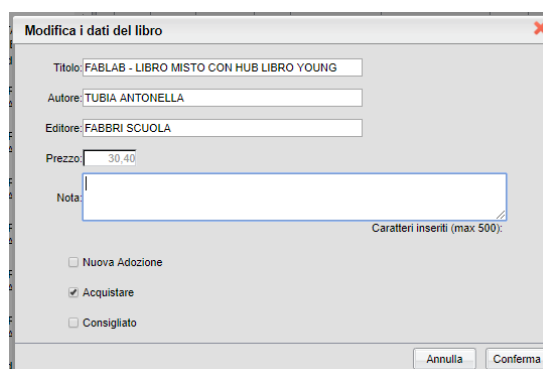 Modifica i dati del libro
Titolo: FABLAB - LIBRO MISTO CON HUB LIBRO YOUNG
Autore: TUBIA ANTONELLA
Editore: FABBRI SCUOLA
Prezzo: 30,40
Nota:
Caratteri inseriti (max 500):
Nuova Adozione
Acquistare
Consigliato
Annulla Conferma